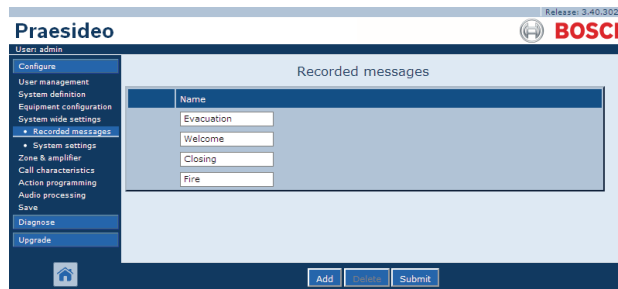 Release: 3.40.302
Praesideo
BOSCH
User: admin
Configure
User management
System definition
Equipment configuration
System wide settings
• Recorded messages
• System settings
Zone & amplifier
Call characteristics
Action programming
Audio processing
Save
Diagnose
Upgrade
Recorded messages
Name
Evacuation
Welcome
Closing
Fire
Add Delete Submit